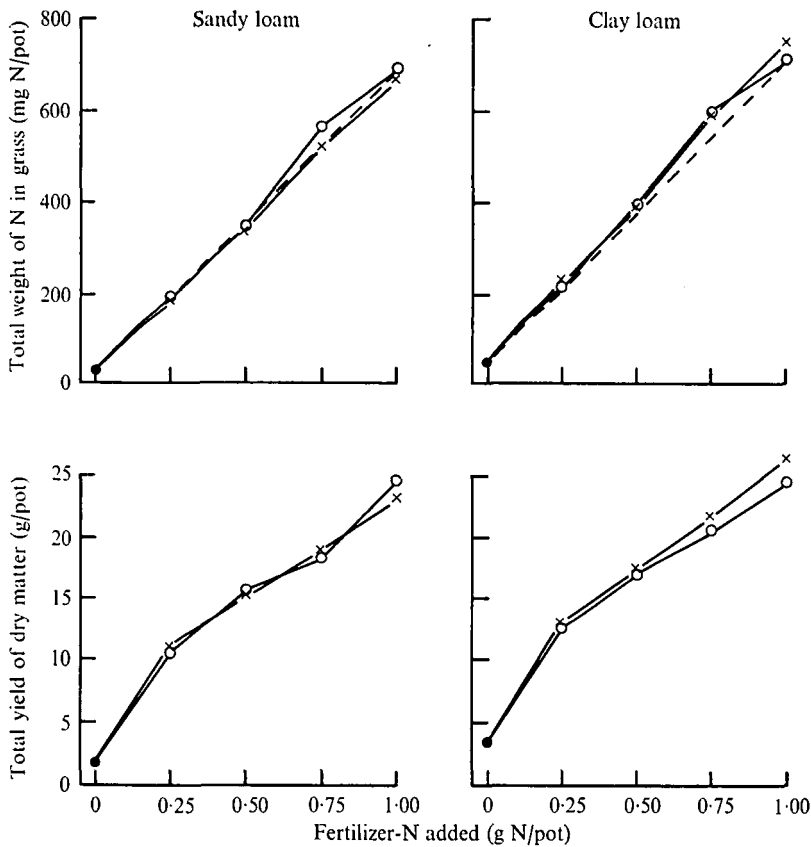 Sandy loam
Clay loam
Total weight of N in grass (mg N/pot)
800
600
400
200
0
Total yield of dry matter (g/pot)
25
20
15
10
5
0
0 0·25 0·50 0·75 1·00
0 0·25 0·50 0·75 1·00
Fertilizer-N added (g N/pot)